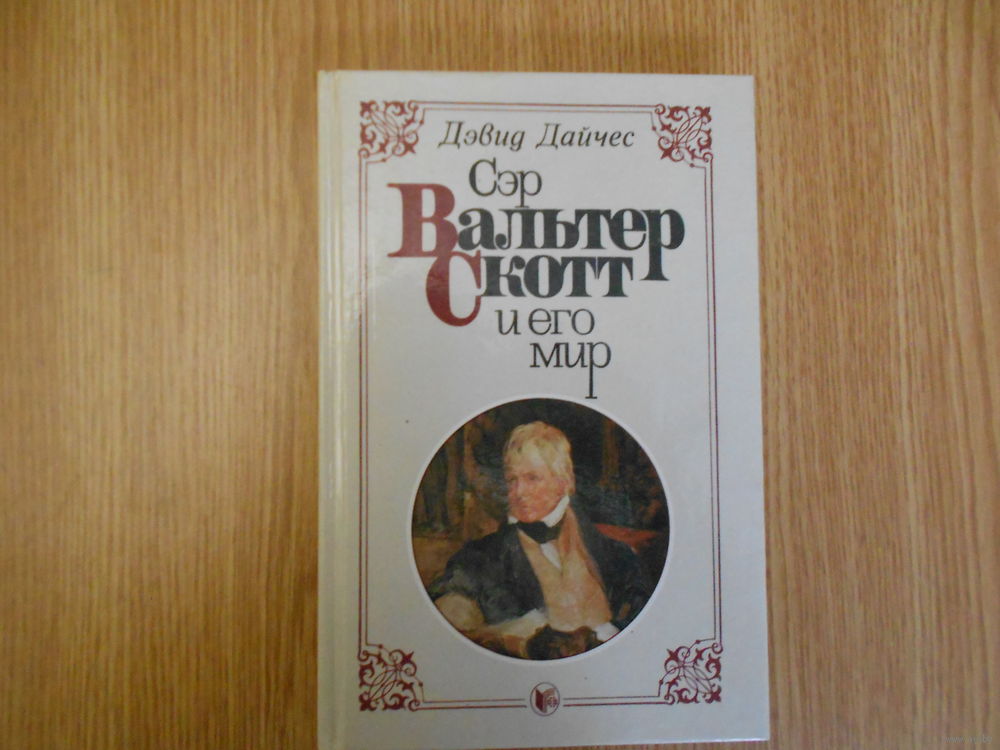 Дэвид Дайчес
Сэр
Вальтер
Скотт
и его
мир